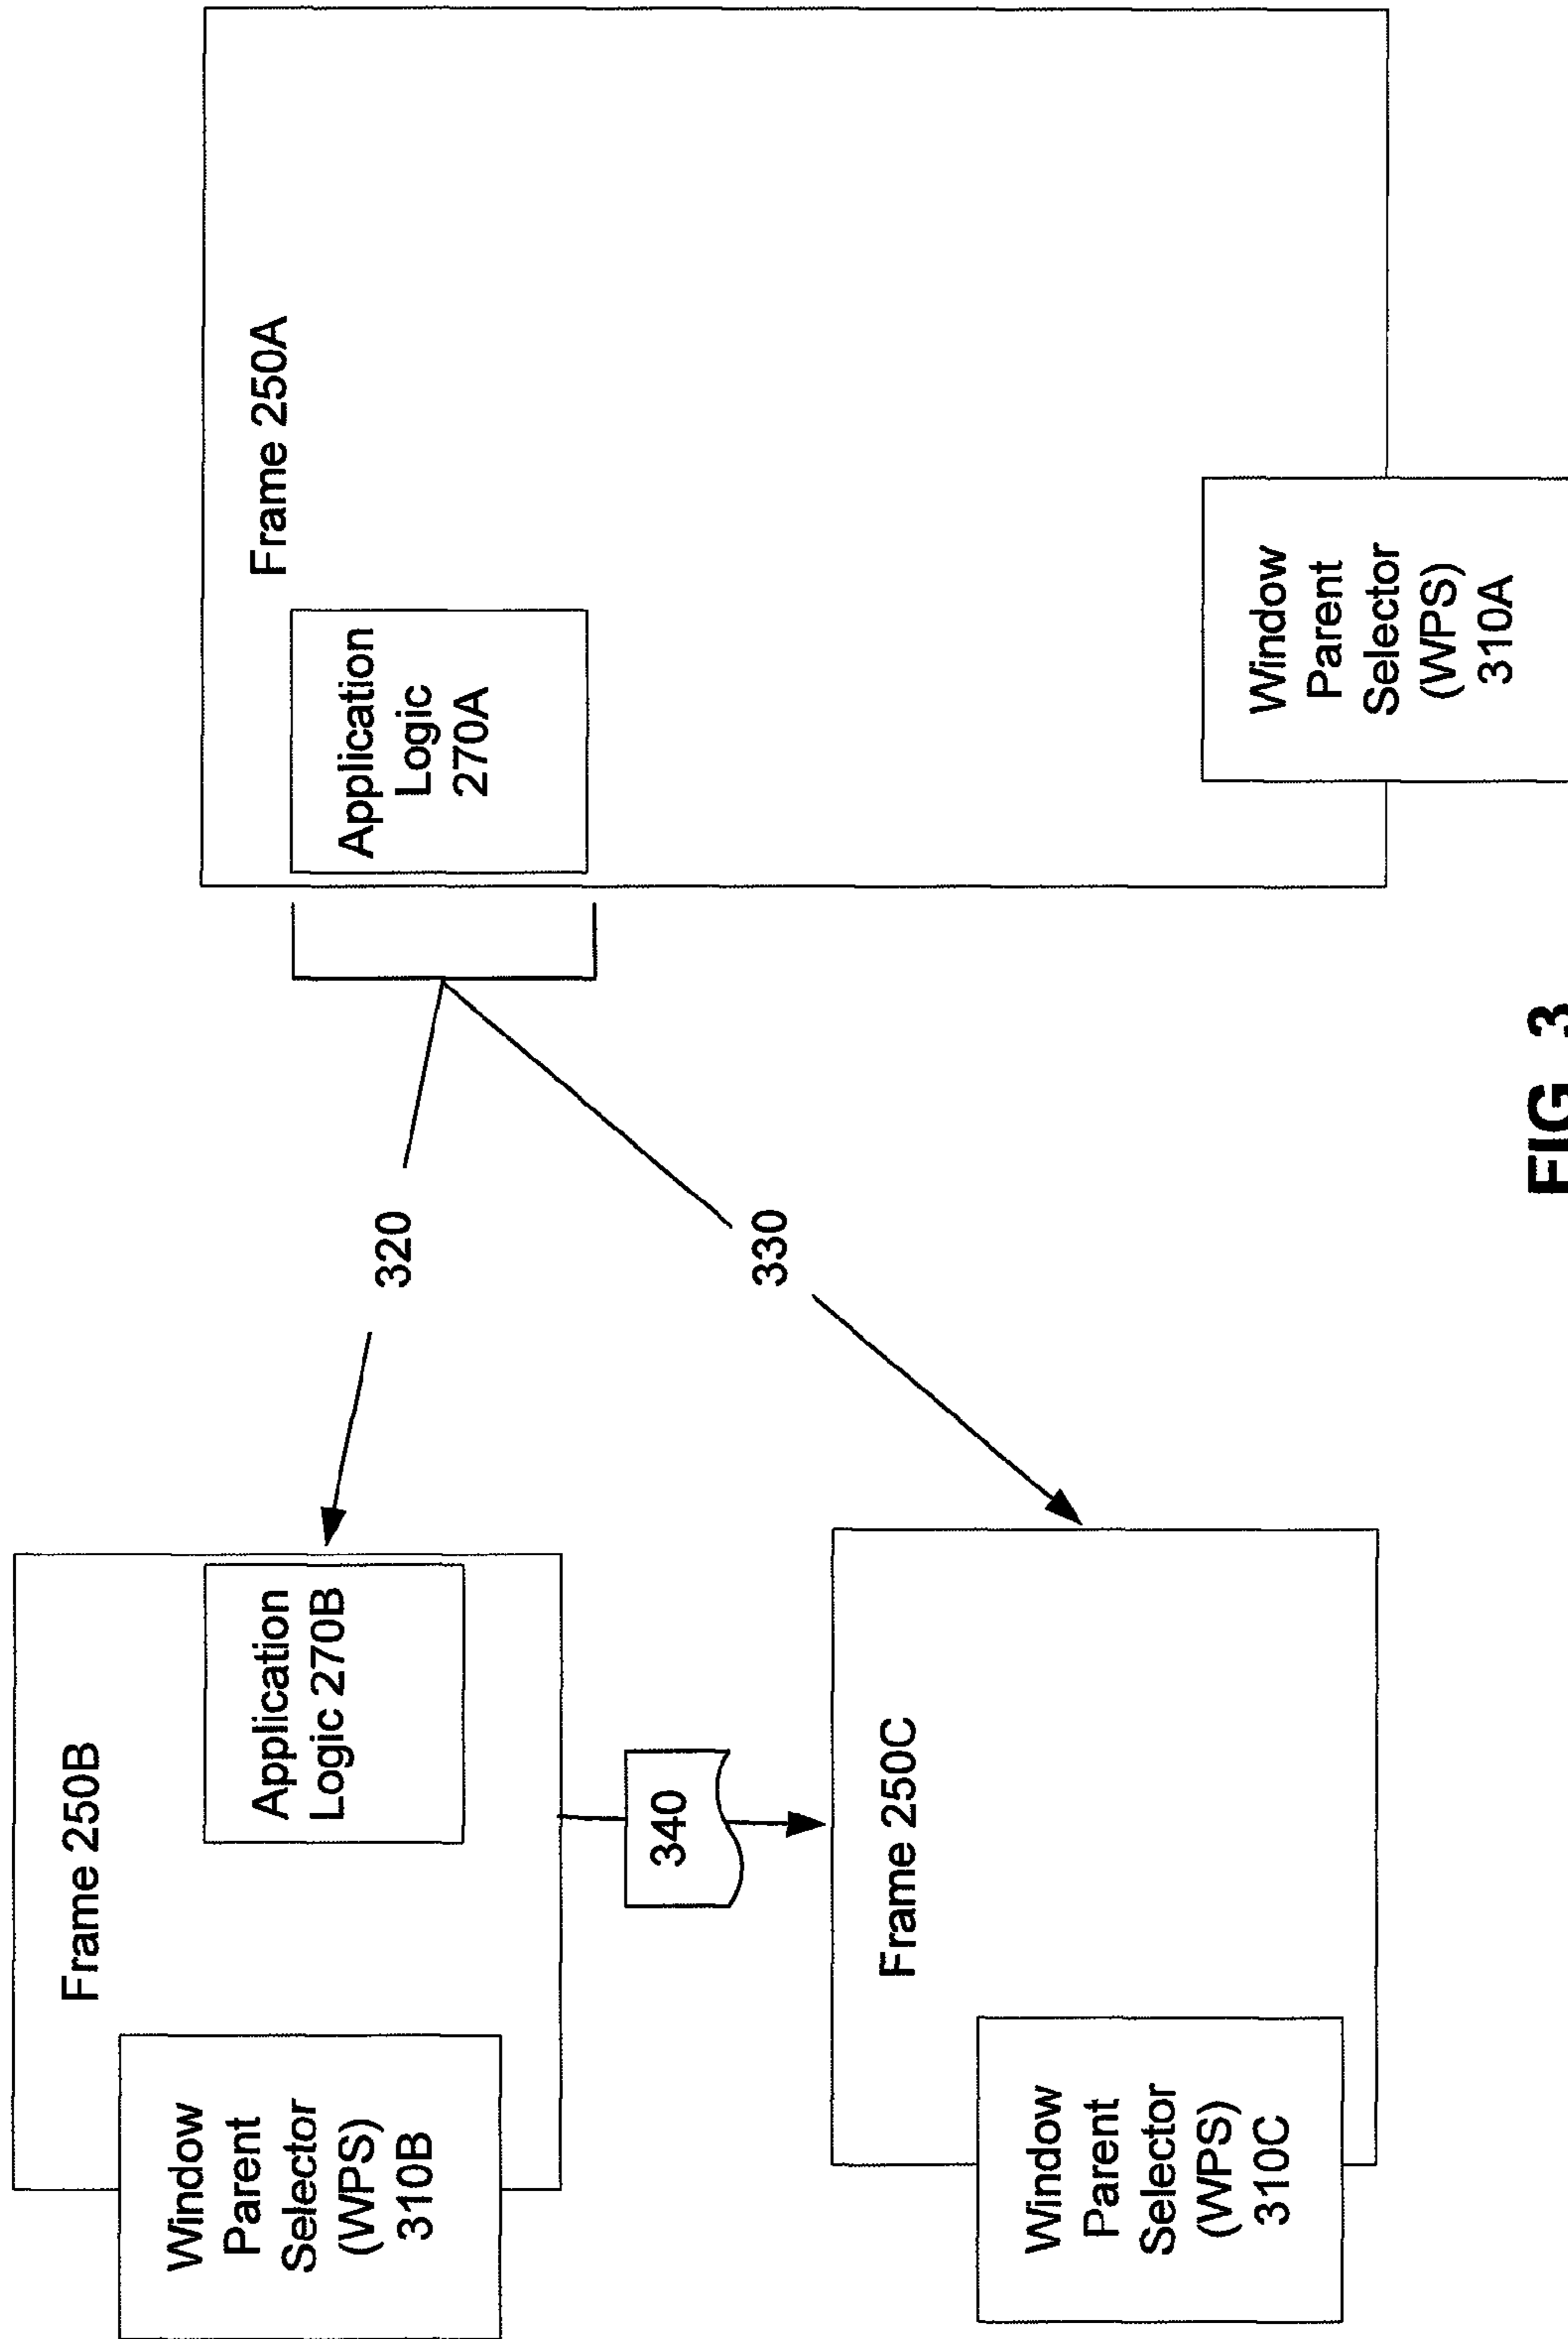 Window
Parent
Selector
(WPS)
310B
Frame 250B
Application
Logic 270B
340
Window
Parent
Selector
(WPS)
310C
Frame 250C
320
330
Application
Logic
270A
Frame 250A
Window
Parent
Selector
(WPS)
310A
FIG 3